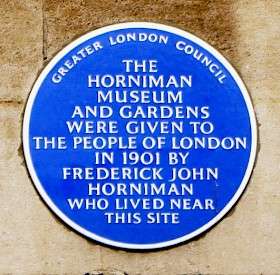 GREATER LONDON COUNCIL
THE
HORNIMAN
MUSEUM
AND GARDENS
WERE GIVEN TO
THE PEOPLE OF LONDON
IN 1901 BY
FREDERICK JOHN
HORNIMAN
WHO LIVED NEAR
THIS SITE